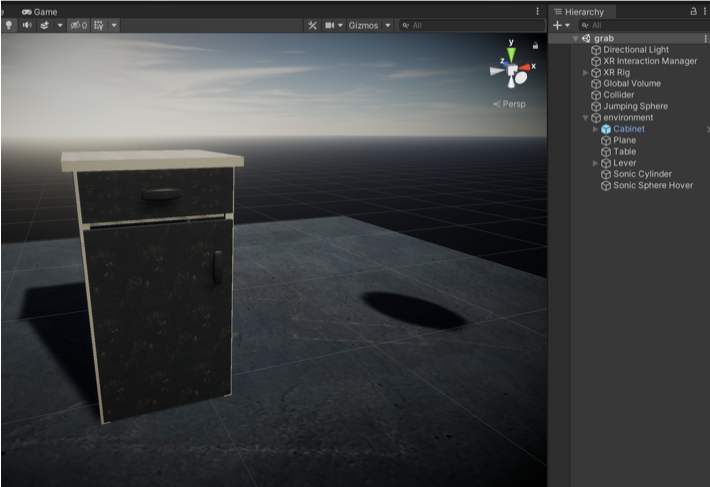 Game
Gizmos
All
y
z
x
Persp
Hierarchy
All
grab
Directional Light
XR Interaction Manager
XR Rig
Global Volume
Collider
Jumping Sphere
environment
Cabinet
Plane
Table
Lever
Sonic Cylinder
Sonic Sphere Hover